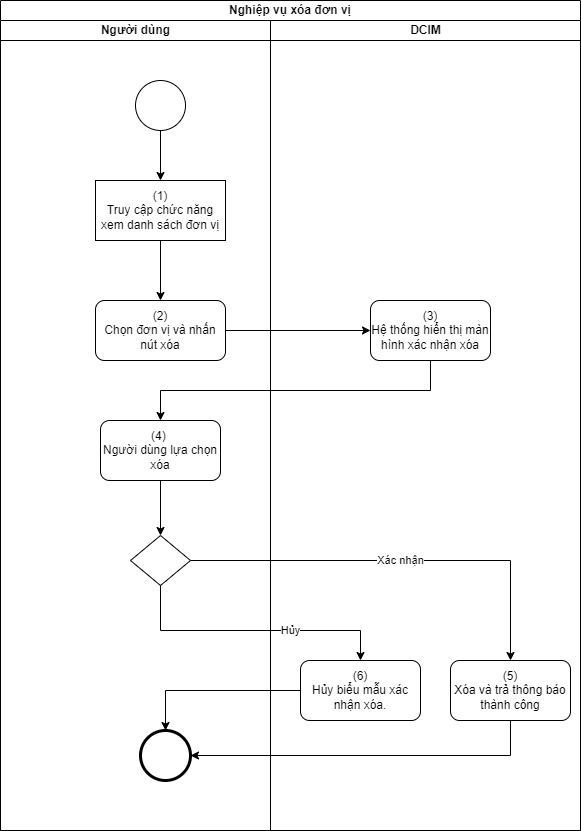 Nghiệp vụ xóa đơn vị
Người dùng
DCIM
(1)
Truy cập chức năng
xem danh sách đơn vị
(2)
Chọn đơn vị và nhấn
nút xóa
(3)
Hệ thống hiển thị màn
hình xác nhận xóa
(4)
Người dùng lựa chọn
xóa
Xác nhận
Hủy
(6)
Hủy biểu mẫu xác
nhận xóa.
(5)
Xóa và trả thông báo
thành công